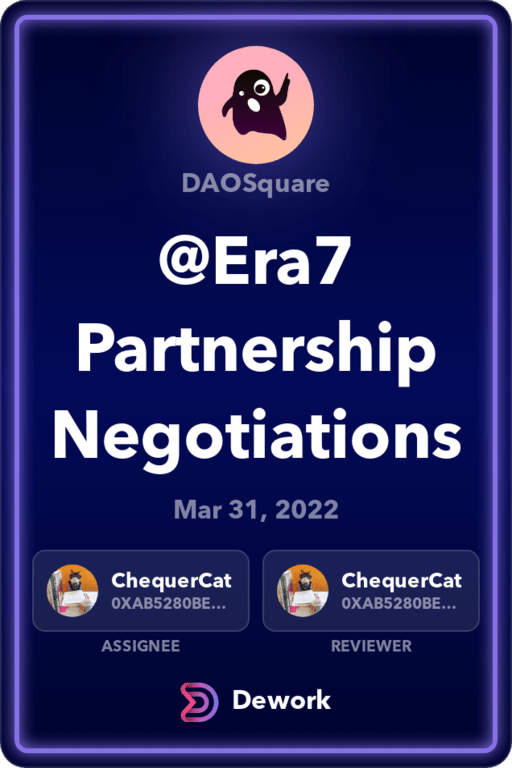 DAOSquare
@Era7
Partnership
Negotiations
Mar 31, 2022
ChequerCat
0XAB5280BE...
ASSIGNEE
ChequerCat
0XAB5280BE...
REVIEWER
Dework